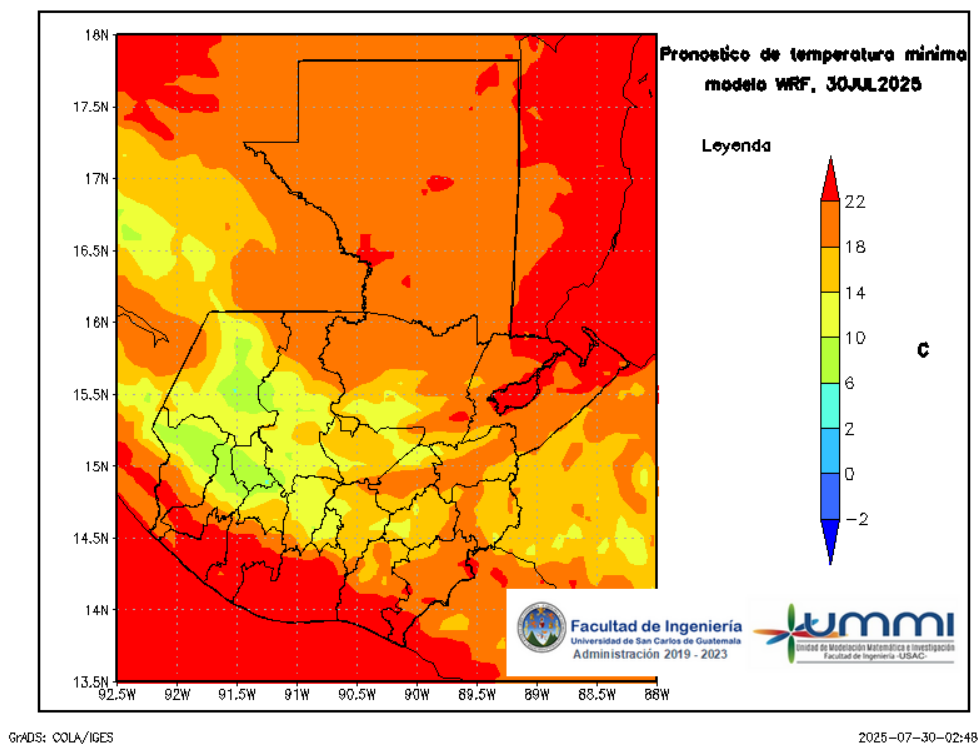 Pronostico de temperatura minima
modelo WRF, 30JUL2025
Leyenda
22
18
14
10
6
2
0
−2
C
18N
17.5N
17N
16.5N
16N
15.5N
15N
14.5N
14N
13.5N
92.5W
92W
91.5W
91W
90.5W
90W
89.5W
89W
88.5W
88W
Facultad de Ingeniería
Universidad de San Carlos de Guatemala
Administración 2019 - 2023
UMMI
Unidad de Modelación Matemática e Investigación
Facultad de Ingeniería -USAC-
GrADS: COLA/IGES
2025-07-30-02:48